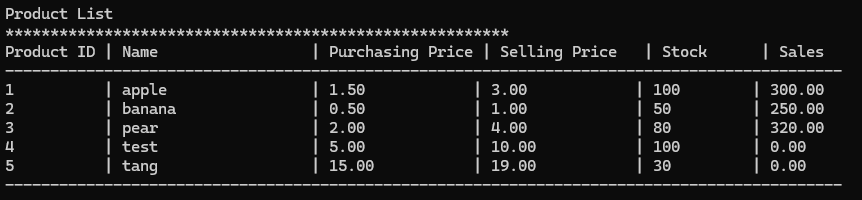 Product List
********************************************************
Product ID | Name                   | Purchasing Price | Selling Price   | Stock      | Sales
---------------------------------------------------------------------------------------------
1          | apple                  | 1.50            | 3.00            | 100        | 300.00
2          | banana                 | 0.50            | 1.00            | 50         | 250.00
3          | pear                   | 2.00            | 4.00            | 80         | 320.00
4          | test                   | 5.00            | 10.00           | 100        | 0.00
5          | tang                   | 15.00           | 19.00           | 30         | 0.00
---------------------------------------------------------------------------------------------